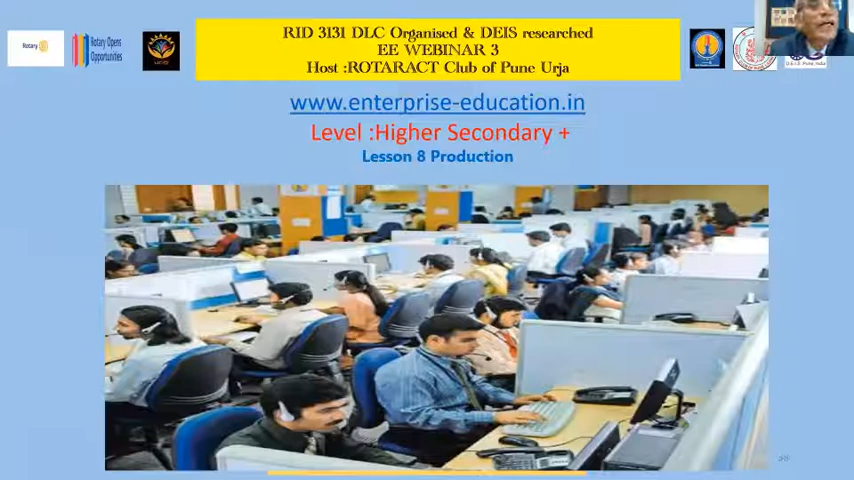 RID 3131 DLC Organised & DEIS researched
EE WEBINAR 3
Host :ROTARACT Club of Pune Urja
Rotary
Rotary Opens
Opportunities
www.enterprise-education.in
Level :Higher Secondary +
Lesson 8 Production